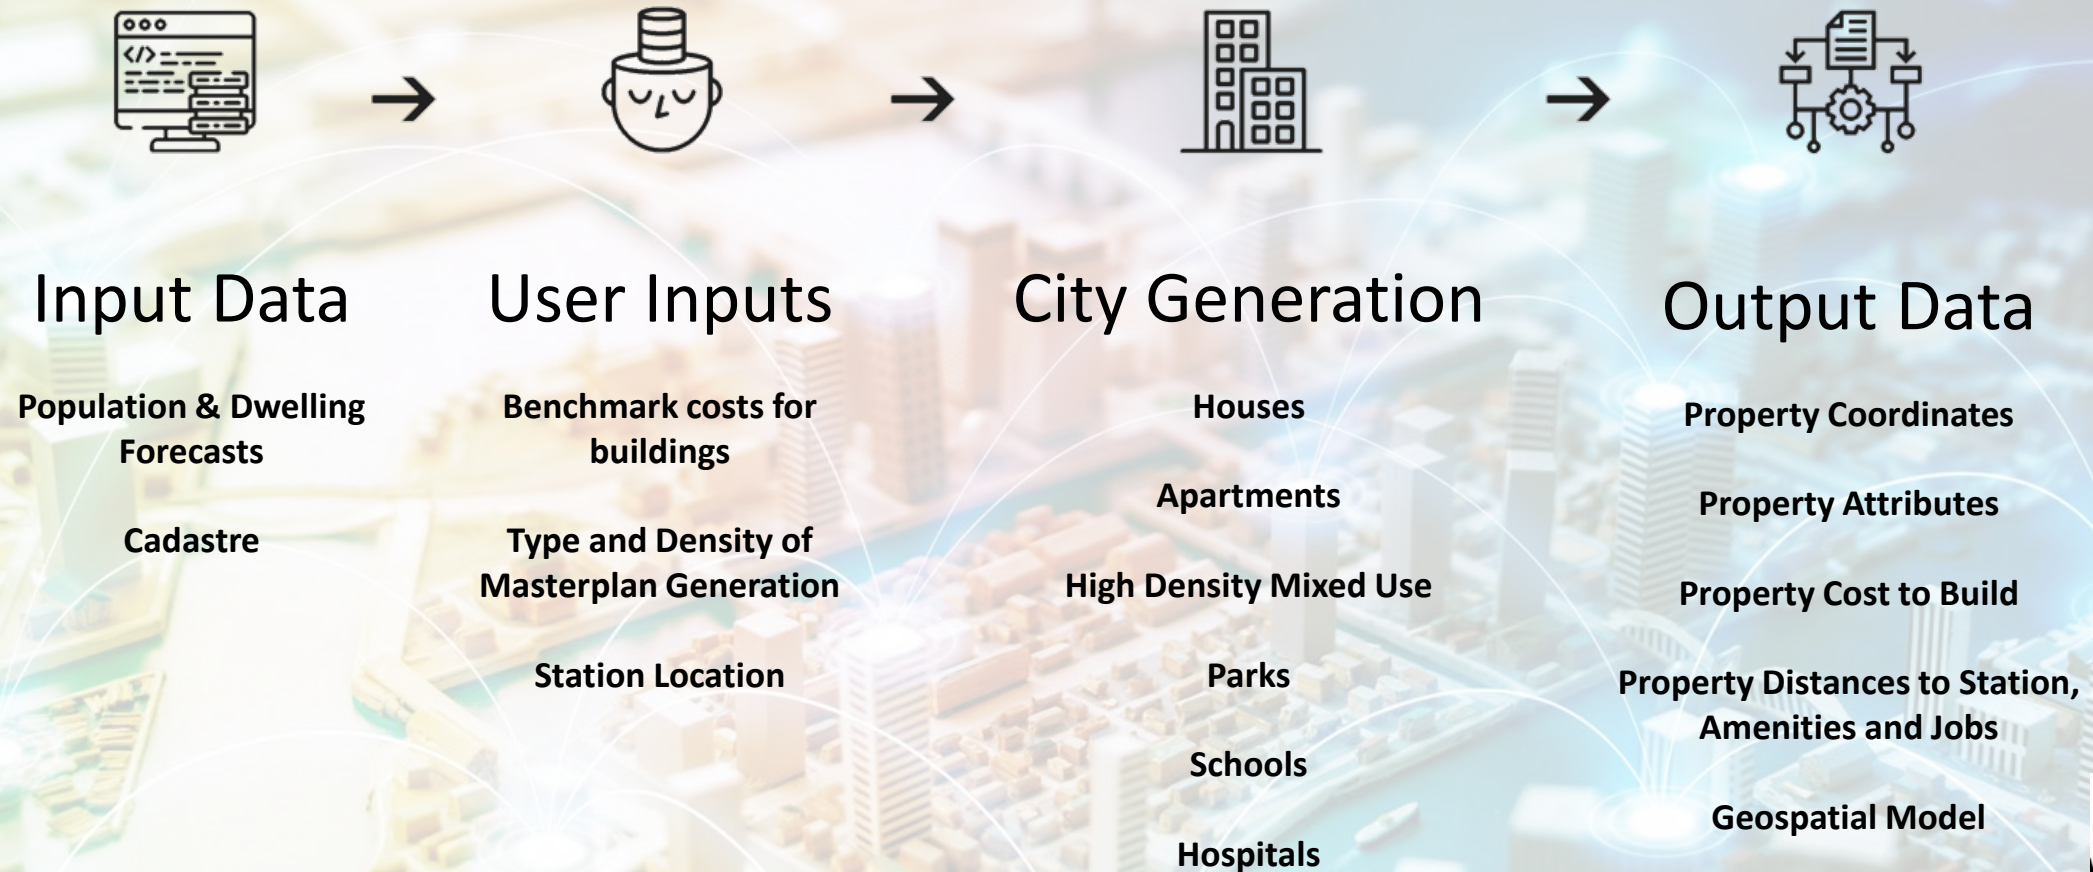 Input Data
Population & Dwelling
Forecasts
Cadastre
User Inputs
Benchmark costs for
buildings
Type and Density of
Masterplan Generation
Station Location
City Generation
Houses
Apartments
High Density Mixed Use
Parks
Schools
Hospitals
Output Data
Property Coordinates
Property Attributes
Property Cost to Build
Property Distances to Station,
Amenities and Jobs
Geospatial Model